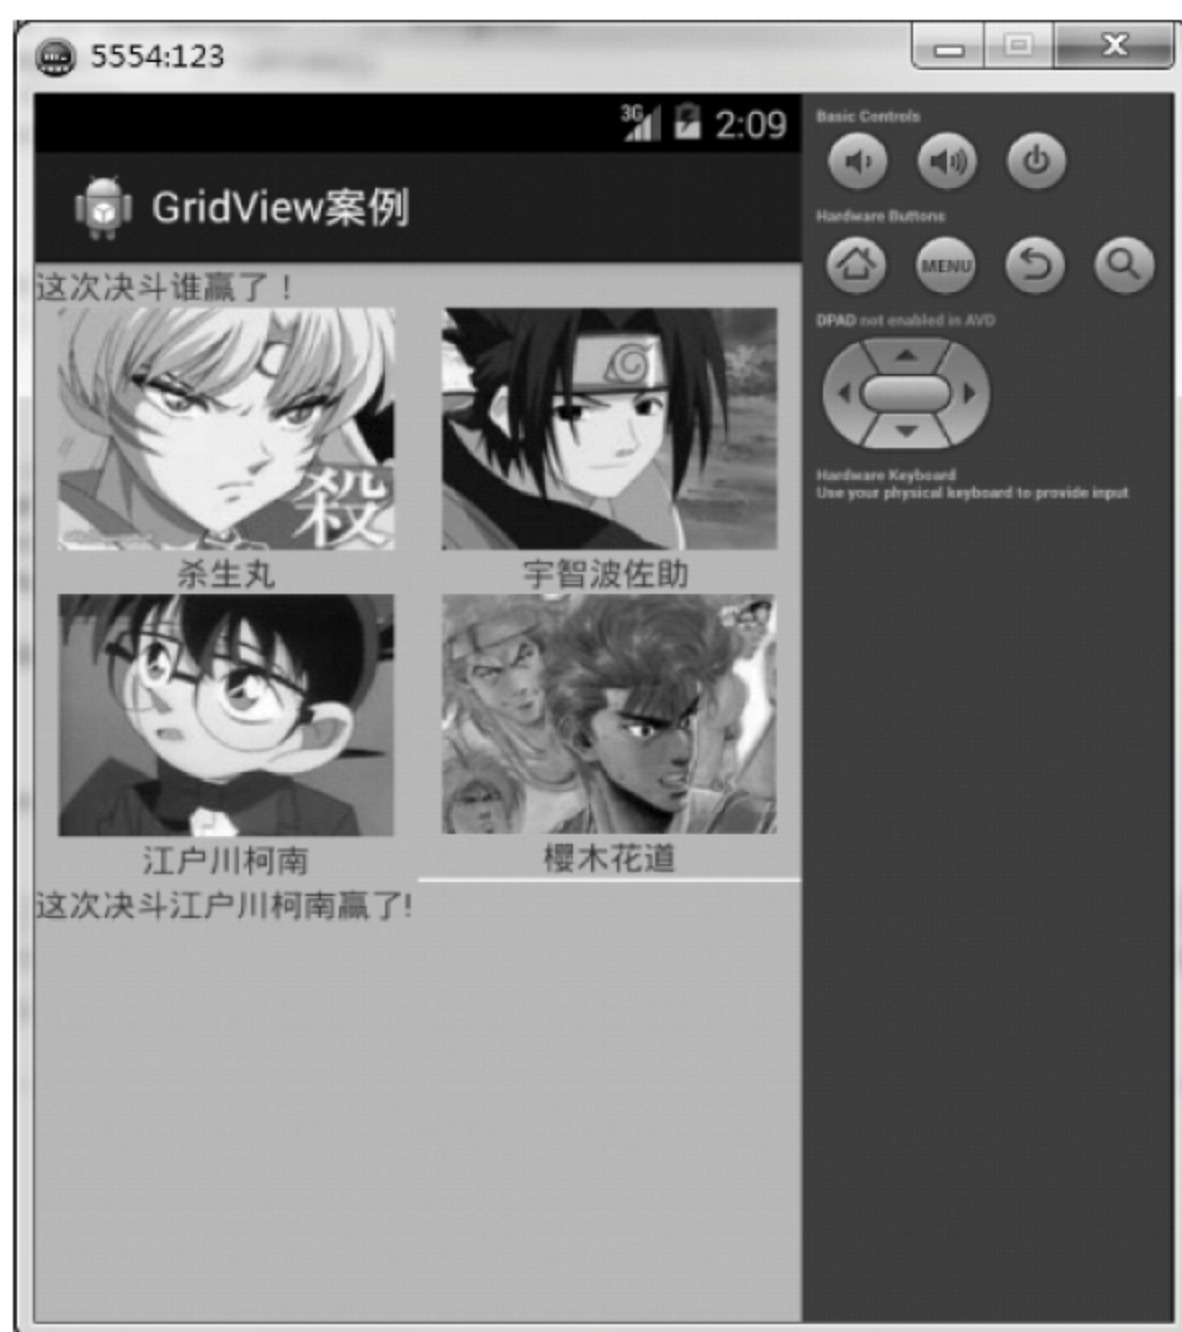 5554:123
3G 2:09
GridView案例
这次决斗谁赢了！
殺
杀生丸
宇智波佐助
江户川柯南
樱木花道
这次决斗江户川柯南赢了!
Basic Controls
Hardware Buttons
MENU
DPAD not enabled in AVD
Hardware Keyboard
Use your physical keyboard to provide input